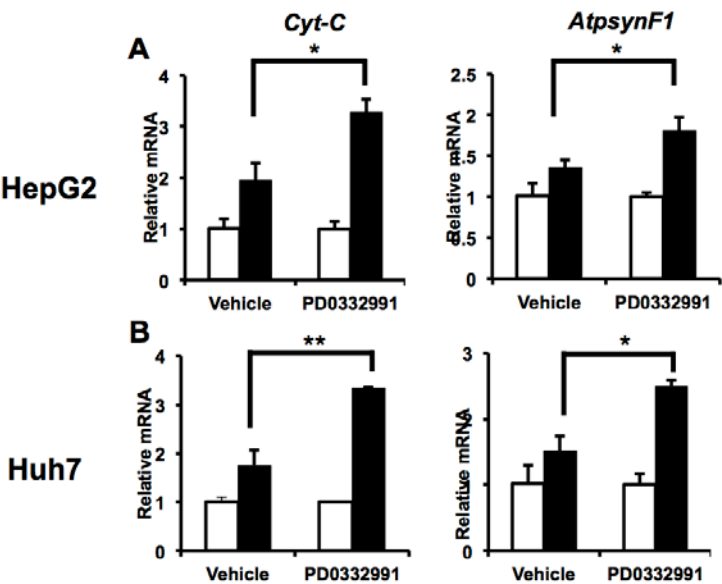 Cyt-C
AtpsynF1
A
*
*
HepG2
Relative mRNA
4
3
2
1
0
Vehicle
PD0332991
Relative mRNA
2.5
2
1.5
1
0.5
0
Vehicle
PD0332991
B
**
*
Huh7
Relative mRNA
4
3
2
1
0
Vehicle
PD0332991
Relative mRNA
3
2
1
0
Vehicle
PD0332991